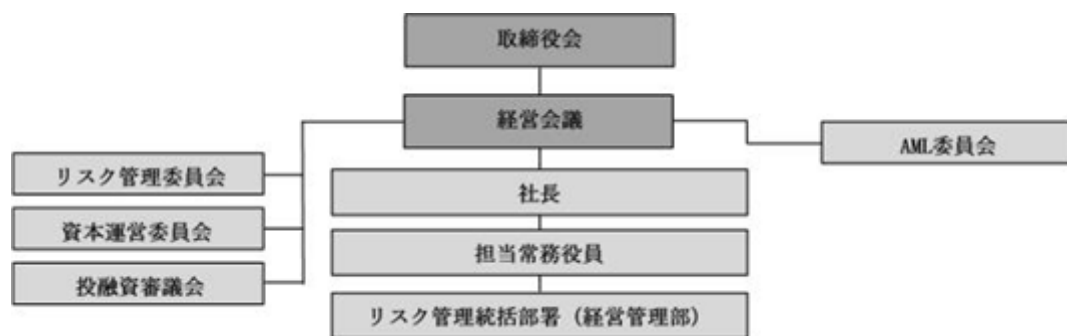 取締役会
経営会議
AML委員会
リスク管理委員会
資本運営委員会
投融資審議会
社長
担当常務役員
リスク管理統括部署（経営管理部）